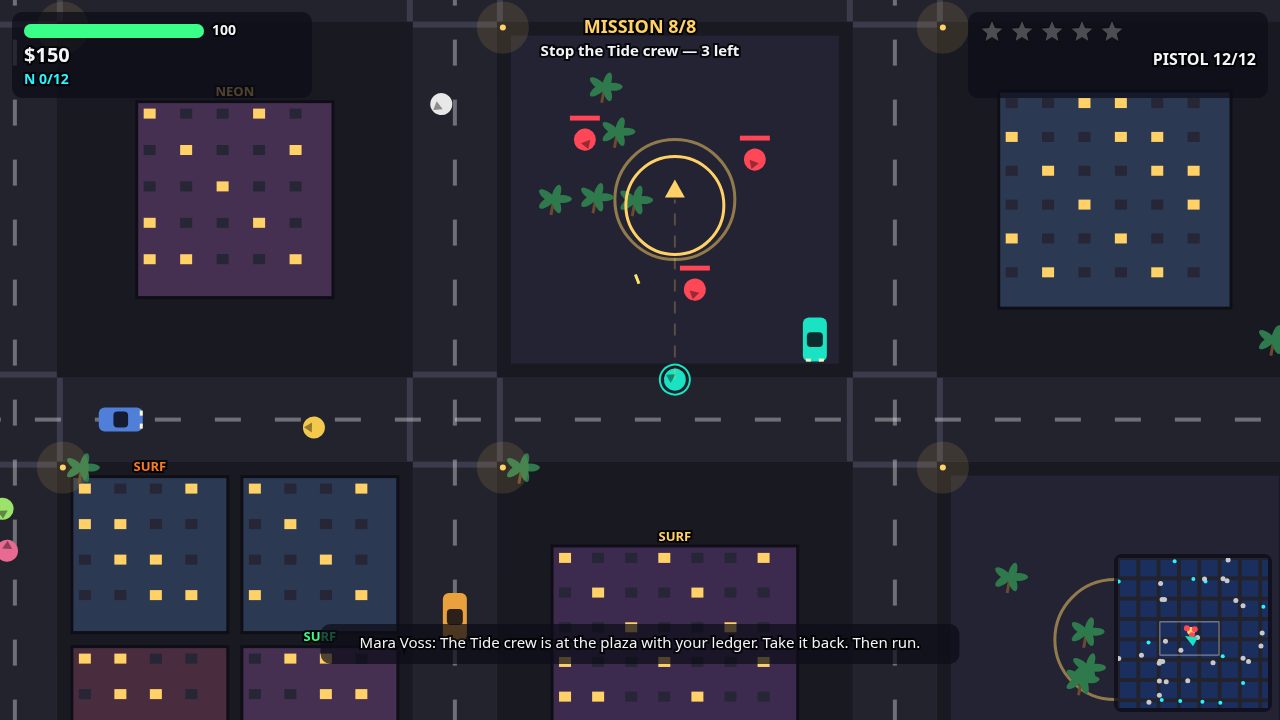 100
$150
N 0/12
MISSION 8/8
Stop the Tide crew — 3 left
PISTOL 12/12
NEON
SURF
SURF
SURF
Mara Voss: The Tide crew is at the plaza with your ledger. Take it back. Then run.